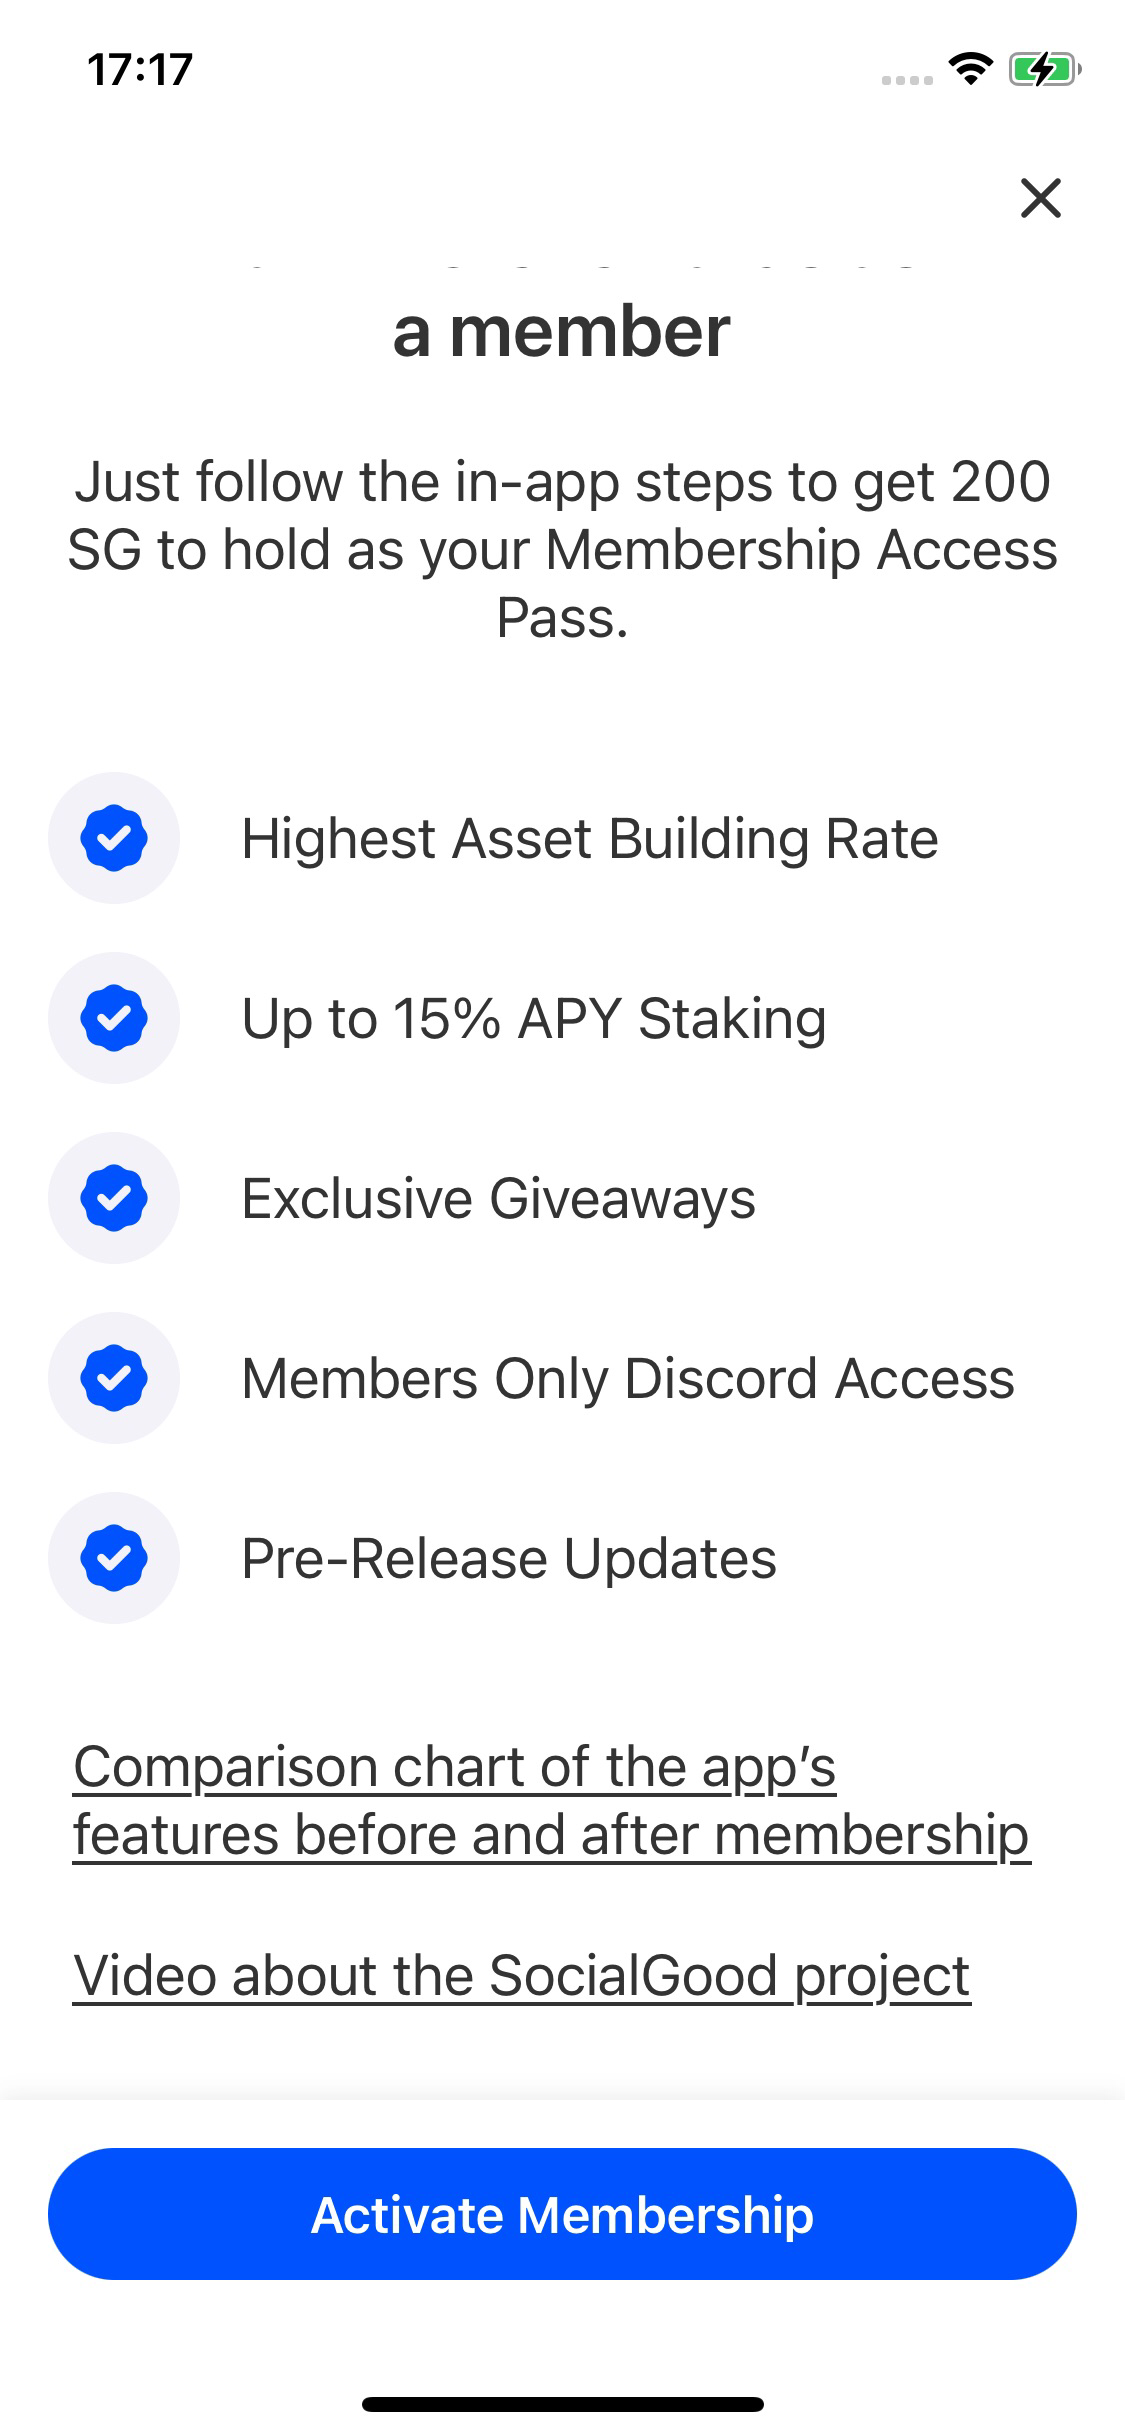 17:17
a member
Just follow the in-app steps to get 200
SG to hold as your Membership Access
Pass.
Highest Asset Building Rate
Up to 15% APY Staking
Exclusive Giveaways
Members Only Discord Access
Pre-Release Updates
Comparison chart of the app’s
features before and after membership
Video about the SocialGood project
Activate Membership